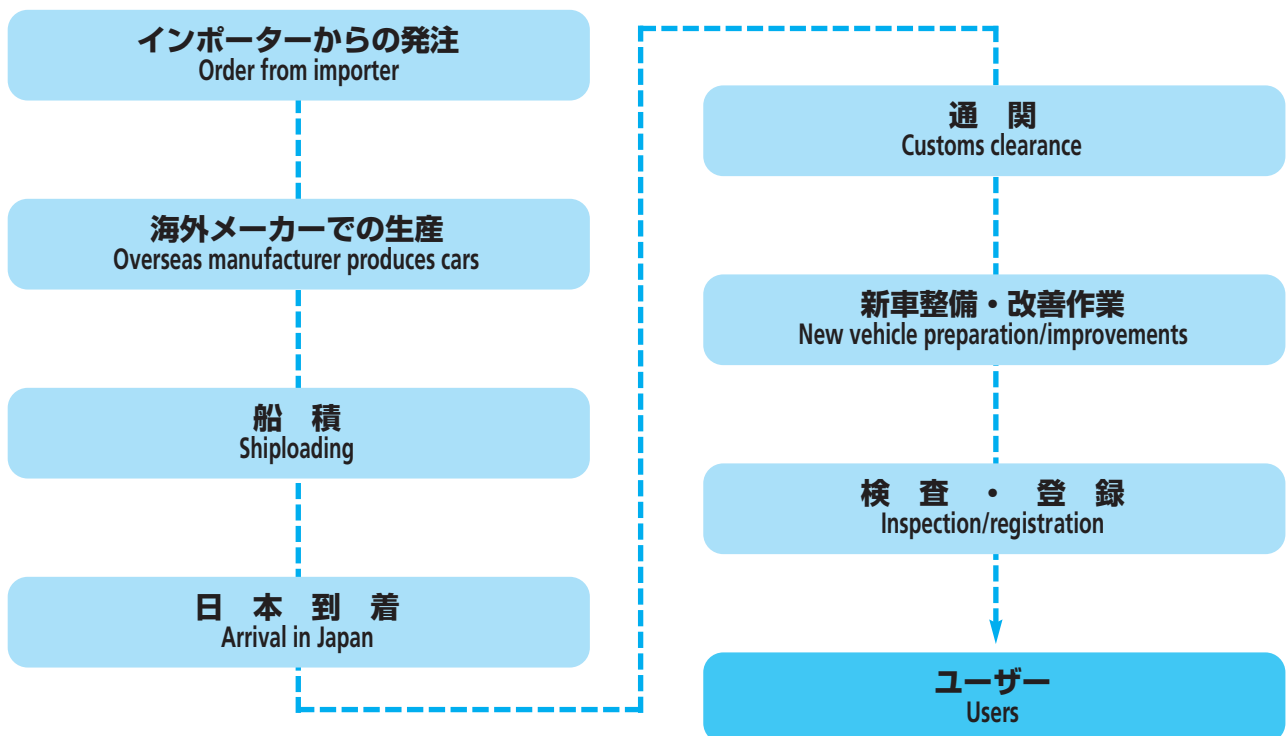 インポーターからの発注
Order from importer
海外メーカーでの生産
Overseas manufacturer produces cars
船　積
Shiploading
日　本　到　着
Arrival in Japan
通　関
Customs clearance
新車整備・改善作業
New vehicle preparation/improvements
検　査　・　登　録
Inspection/registration
ユーザー
Users